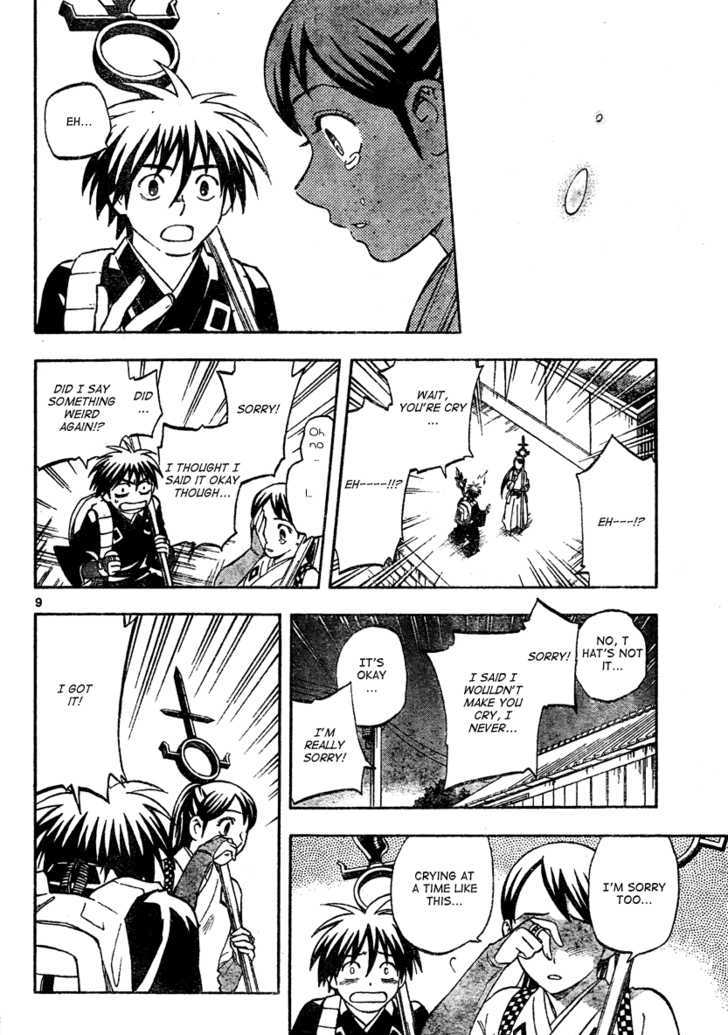 EH...
WAIT,
YOU'RE CRY
...
EH---!?
EH----!!?
SORRY!
Oh
no
...
I
I THOUGHT I
SAID IT OKAY
THOUGH...
DID
...
DID I SAY
SOMETHING
WEIRD
AGAIN!?
9
NO, T
HAT'S NOT
IT...
SORRY!
I SAID I
WOULDN'T
MAKE YOU
CRY, I
NEVER...
IT'S
OKAY
...
I'M
REALLY
SORRY!
I GOT
IT!
I'M SORRY
TOO...
CRYING AT
A TIME LIKE
THIS...